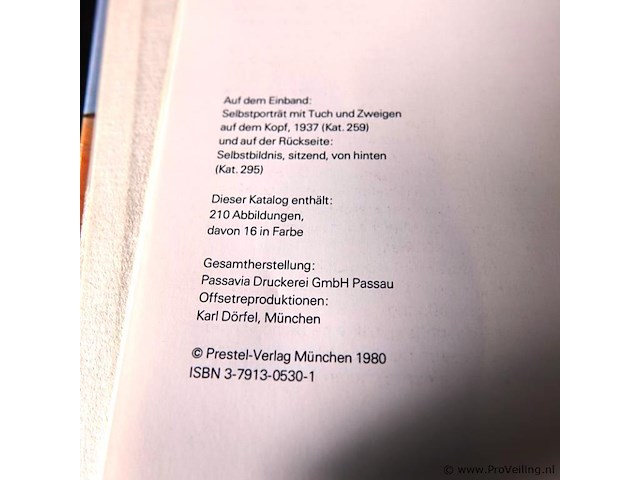 Auf dem Einband:
Selbstporträt mit Tuch und Zweigen
auf dem Kopf, 1937 (Kat. 259)
und auf der Rückseite:
Selbstbildnis, sitzend, von hinten
(Kat. 295)
Dieser Katalog enthält:
210 Abbildungen,
davon 16 in Farbe
Gesamtherstellung:
Passavia Druckerei GmbH Passau
Offsetreproduktionen:
Karl Dörfel, München
© Prestel-Verlag München 1980
ISBN 3-7913-0530-1
© www.ProVeiling.nl